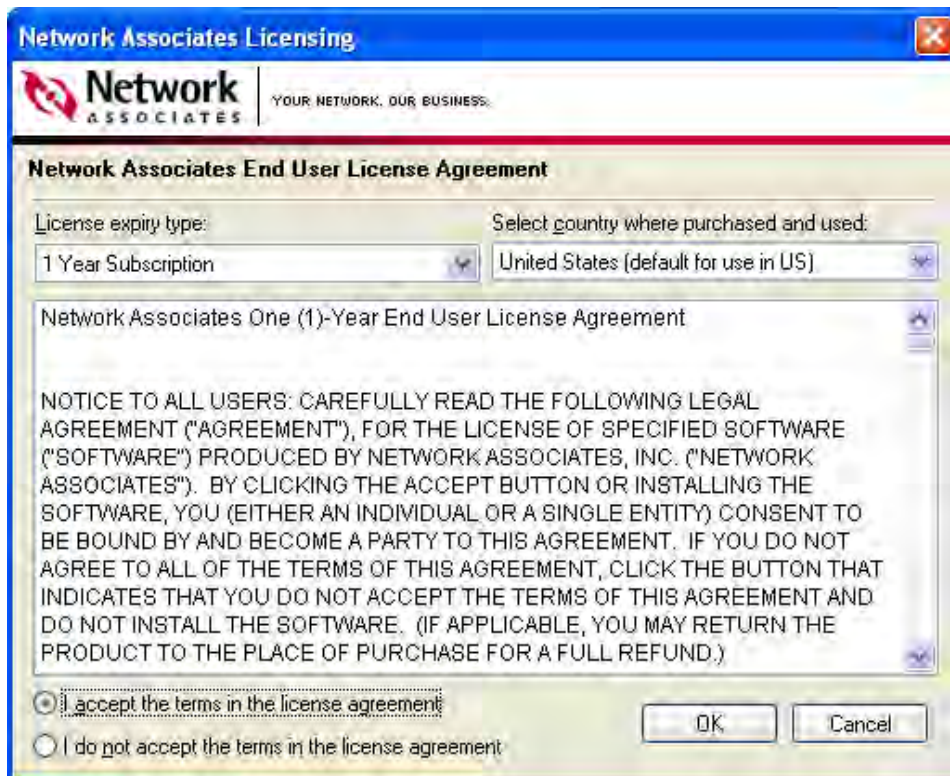 Network Associates Licensing
Network
ASSOCIATES
YOUR NETWORK. OUR BUSINESS.
Network Associates End User License Agreement
License expiry type:
Select country where purchased and used:
1 Year Subscription
United States (default for use in US)
Network Associates One (1)-Year End User License Agreement
NOTICE TO ALL USERS: CAREFULLY READ THE FOLLOWING LEGAL
AGREEMENT ("AGREEMENT"), FOR THE LICENSE OF SPECIFIED SOFTWARE
("SOFTWARE") PRODUCED BY NETWORK ASSOCIATES, INC. ("NETWORK
ASSOCIATES").  BY CLICKING THE ACCEPT BUTTON OR INSTALLING THE
SOFTWARE, YOU (EITHER AN INDIVIDUAL OR A SINGLE ENTITY) CONSENT TO
BE BOUND BY AND BECOME A PARTY TO THIS AGREEMENT.  IF YOU DO NOT
AGREE TO ALL OF THE TERMS OF THIS AGREEMENT, CLICK THE BUTTON THAT
INDICATES THAT YOU DO NOT ACCEPT THE TERMS OF THIS AGREEMENT AND
DO NOT INSTALL THE SOFTWARE.  (IF APPLICABLE, YOU MAY RETURN THE
PRODUCT TO THE PLACE OF PURCHASE FOR A FULL REFUND.)
I accept the terms in the license agreement
OK
Cancel
I do not accept the terms in the license agreement